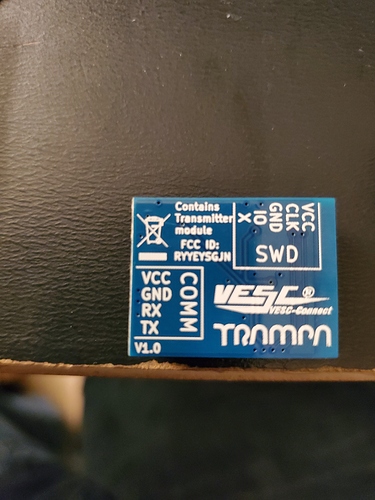 Contains
Transmitter
module
FCC ID:
RYYEYSGJN
VCC
CLK
GND
IO
X
SWD
VCC
GND
RX
TX
COMM
V1.0
VESC®
VESC-Connect
TRAMPA